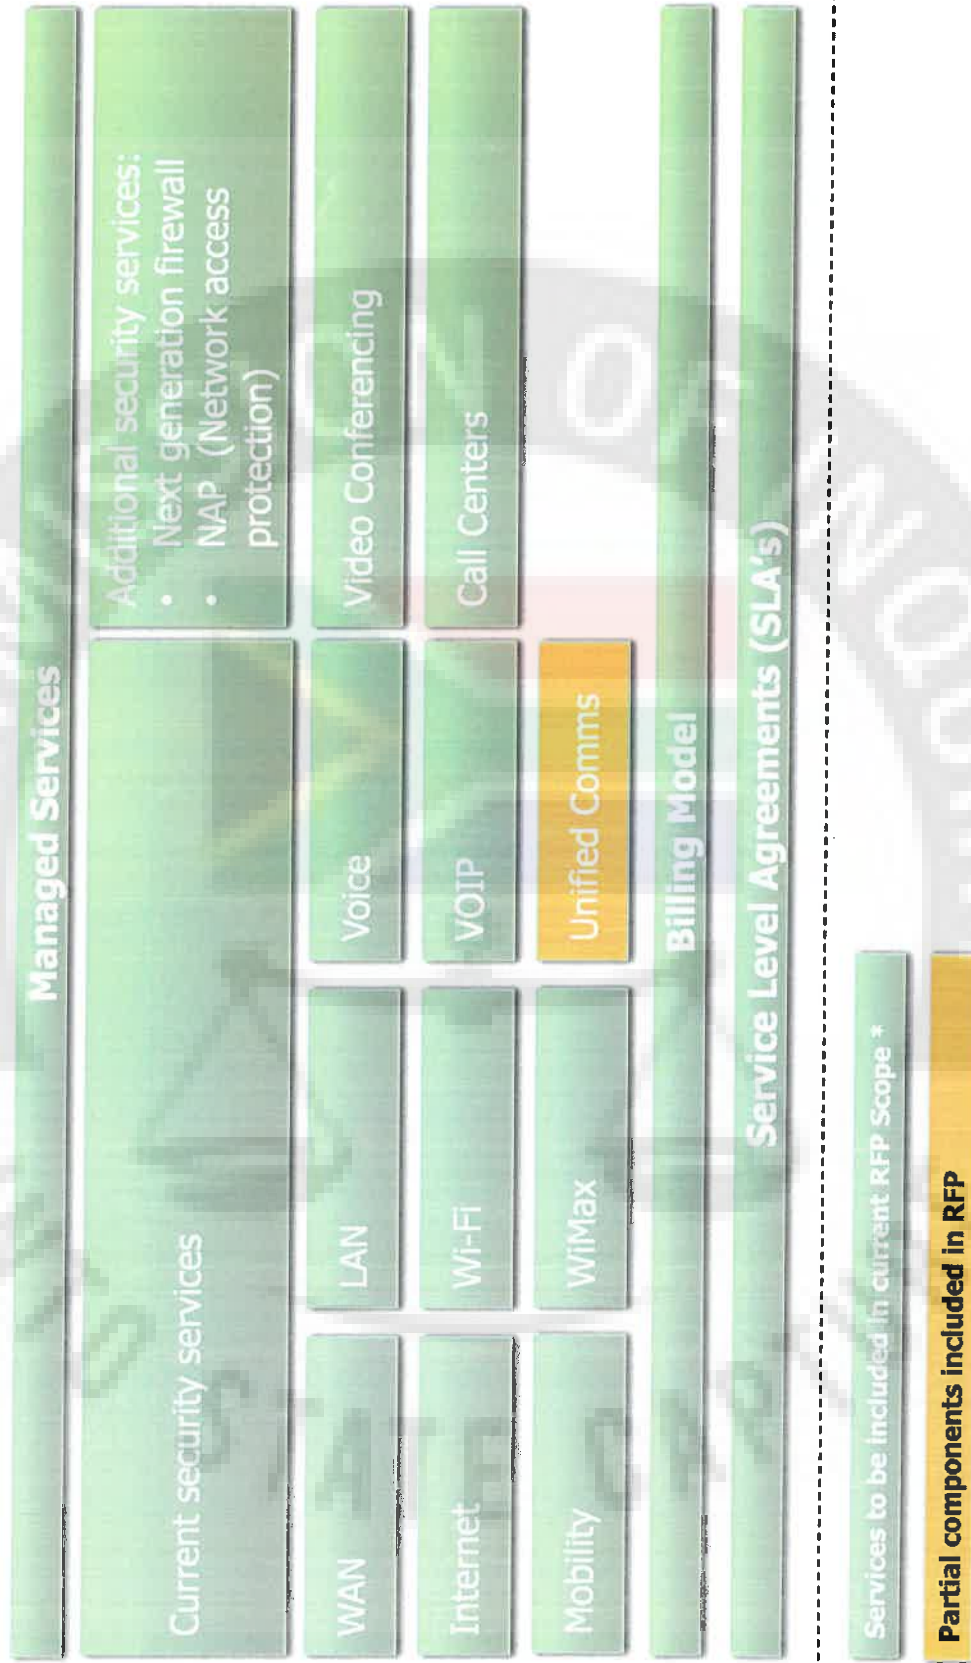 Managed Services
Current security services
Additional security services:
• Next generation firewall
• NAP (Network access
protection)
WAN
LAN
Voice
Video Conferencing
Internet
Wi-Fi
VOIP
Call Centers
Mobility
WiMax
Unified Comms
Billing Model
Service Level Agreements (SLA's)
Services to be included in current RFP Scope *
Partial components included in RFP
STATE CAPTURE